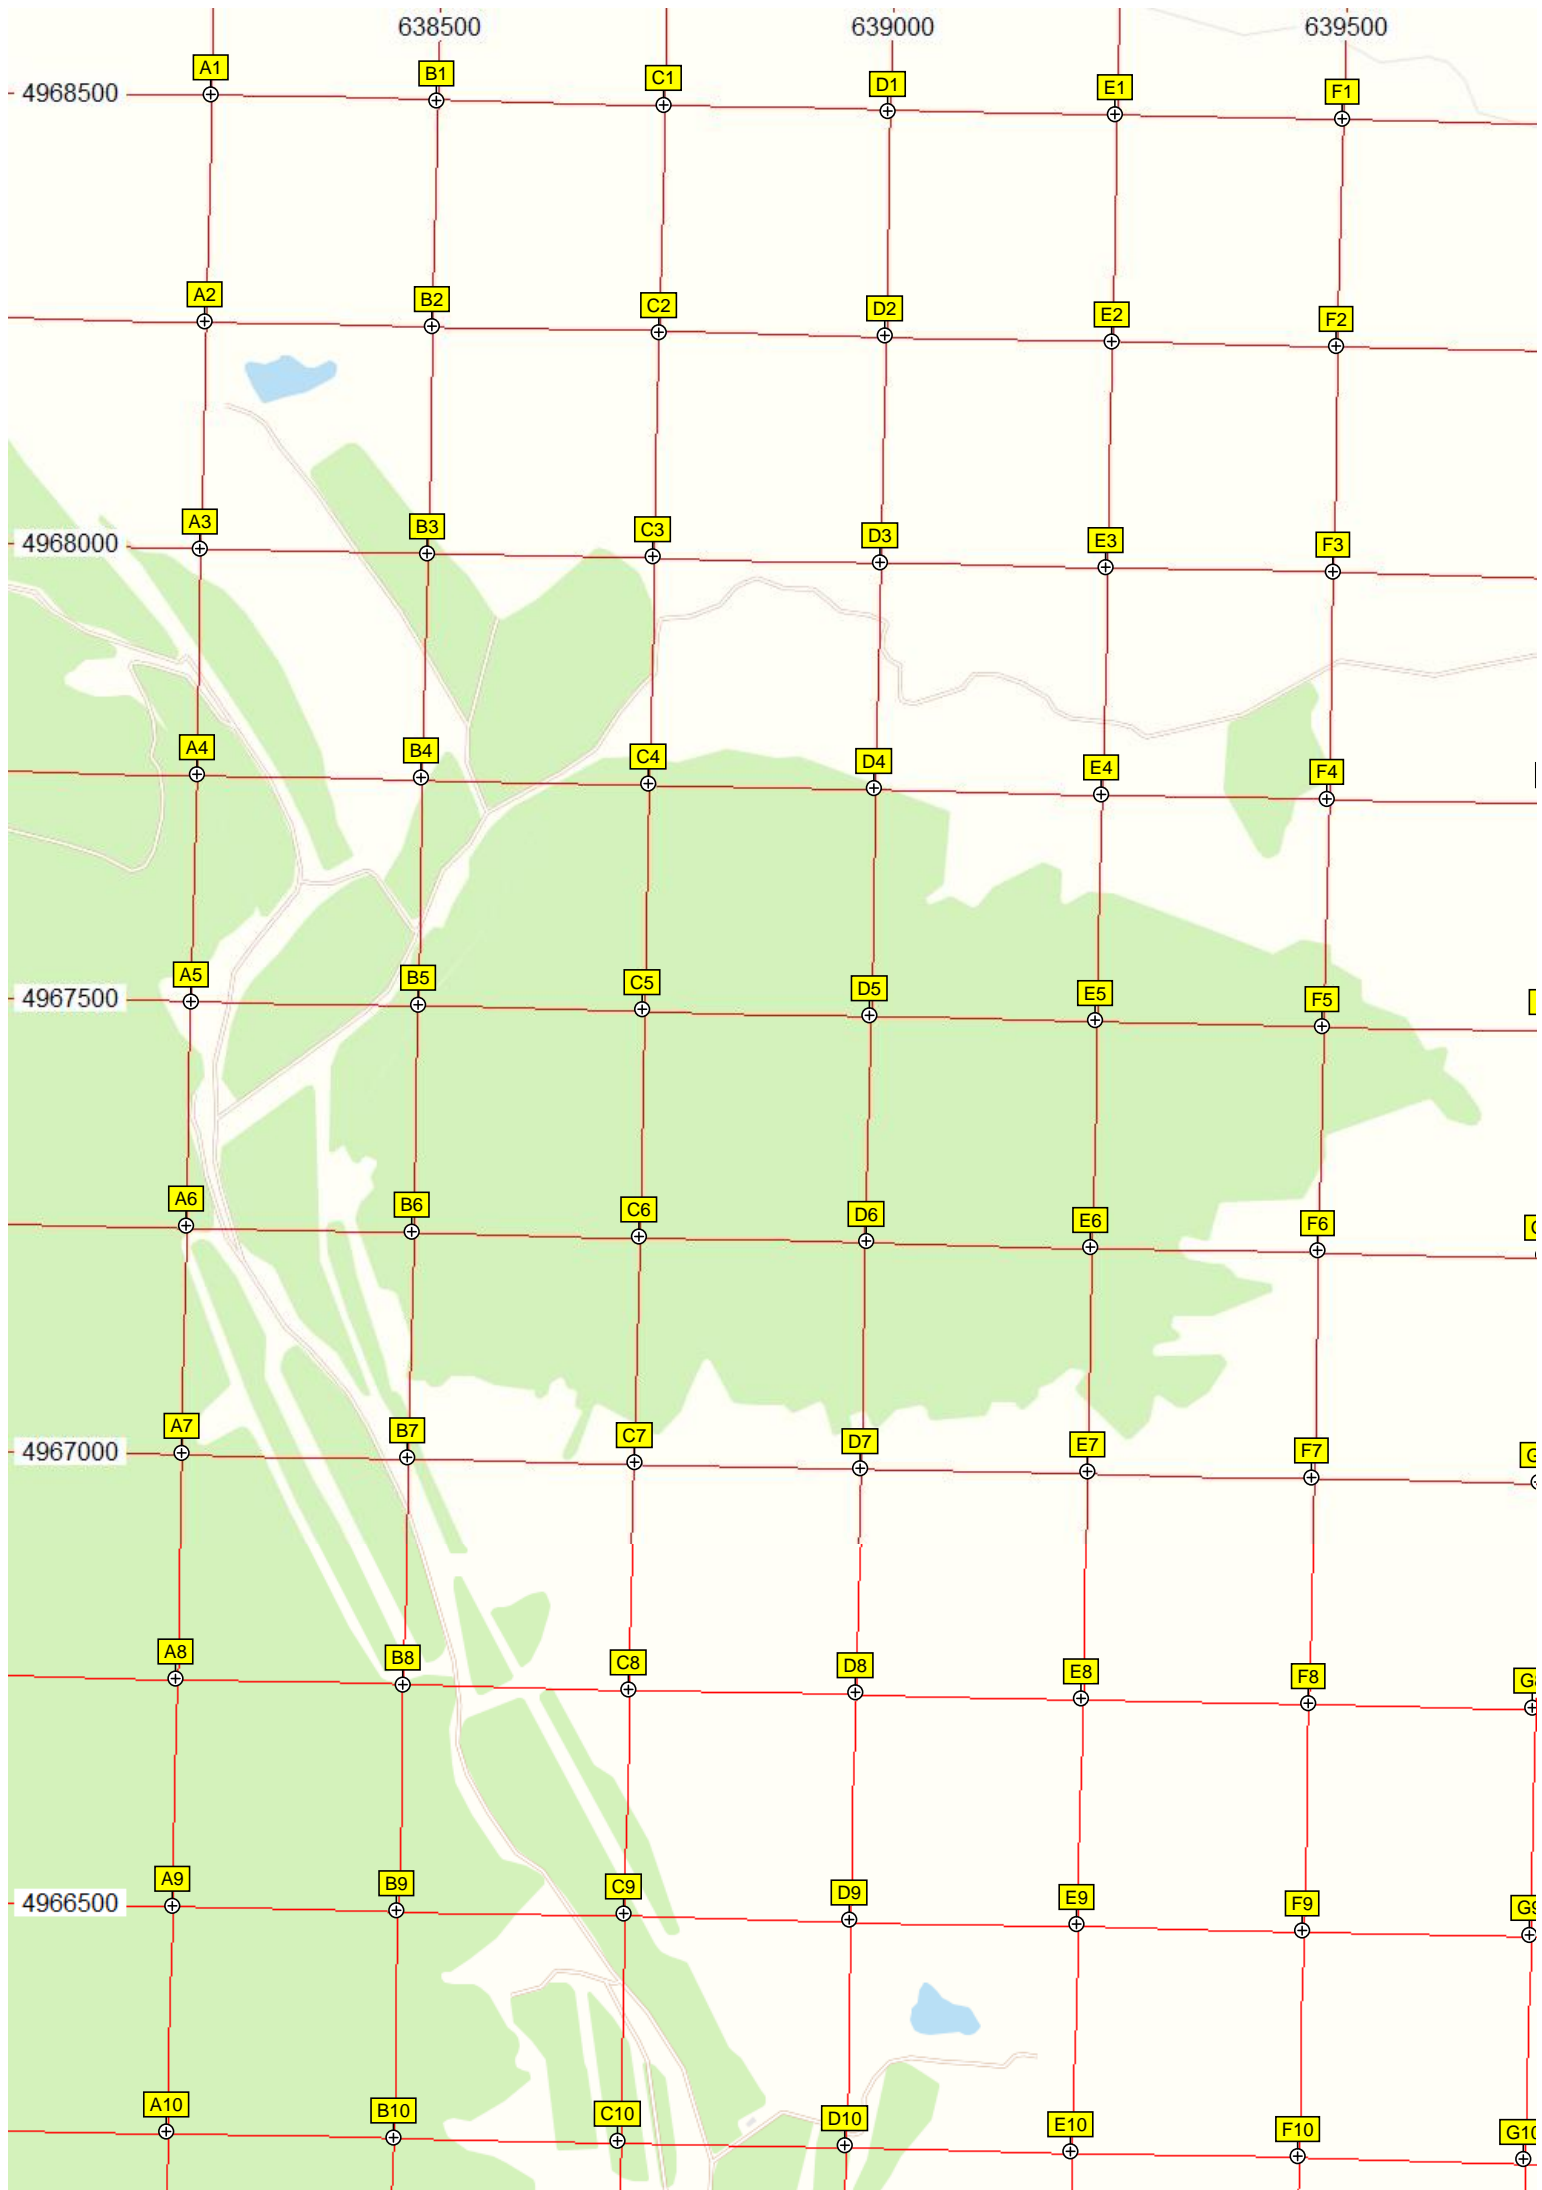 638500 639000 639500
4968500 A1 B1 C1 D1 E1 F1
A2 B2 C2 D2 E2 F2
4968000 A3 B3 C3 D3 E3 F3
A4 B4 C4 D4 E4 F4
4967500 A5 B5 C5 D5 E5 F5
A6 B6 C6 D6 E6 F6
4967000 A7 B7 C7 D7 E7 F7 G
A8 B8 C8 D8 E8 F8 G8
4966500 A9 B9 C9 D9 E9 F9 G9
A10 B10 C10 D10 E10 F10 G10